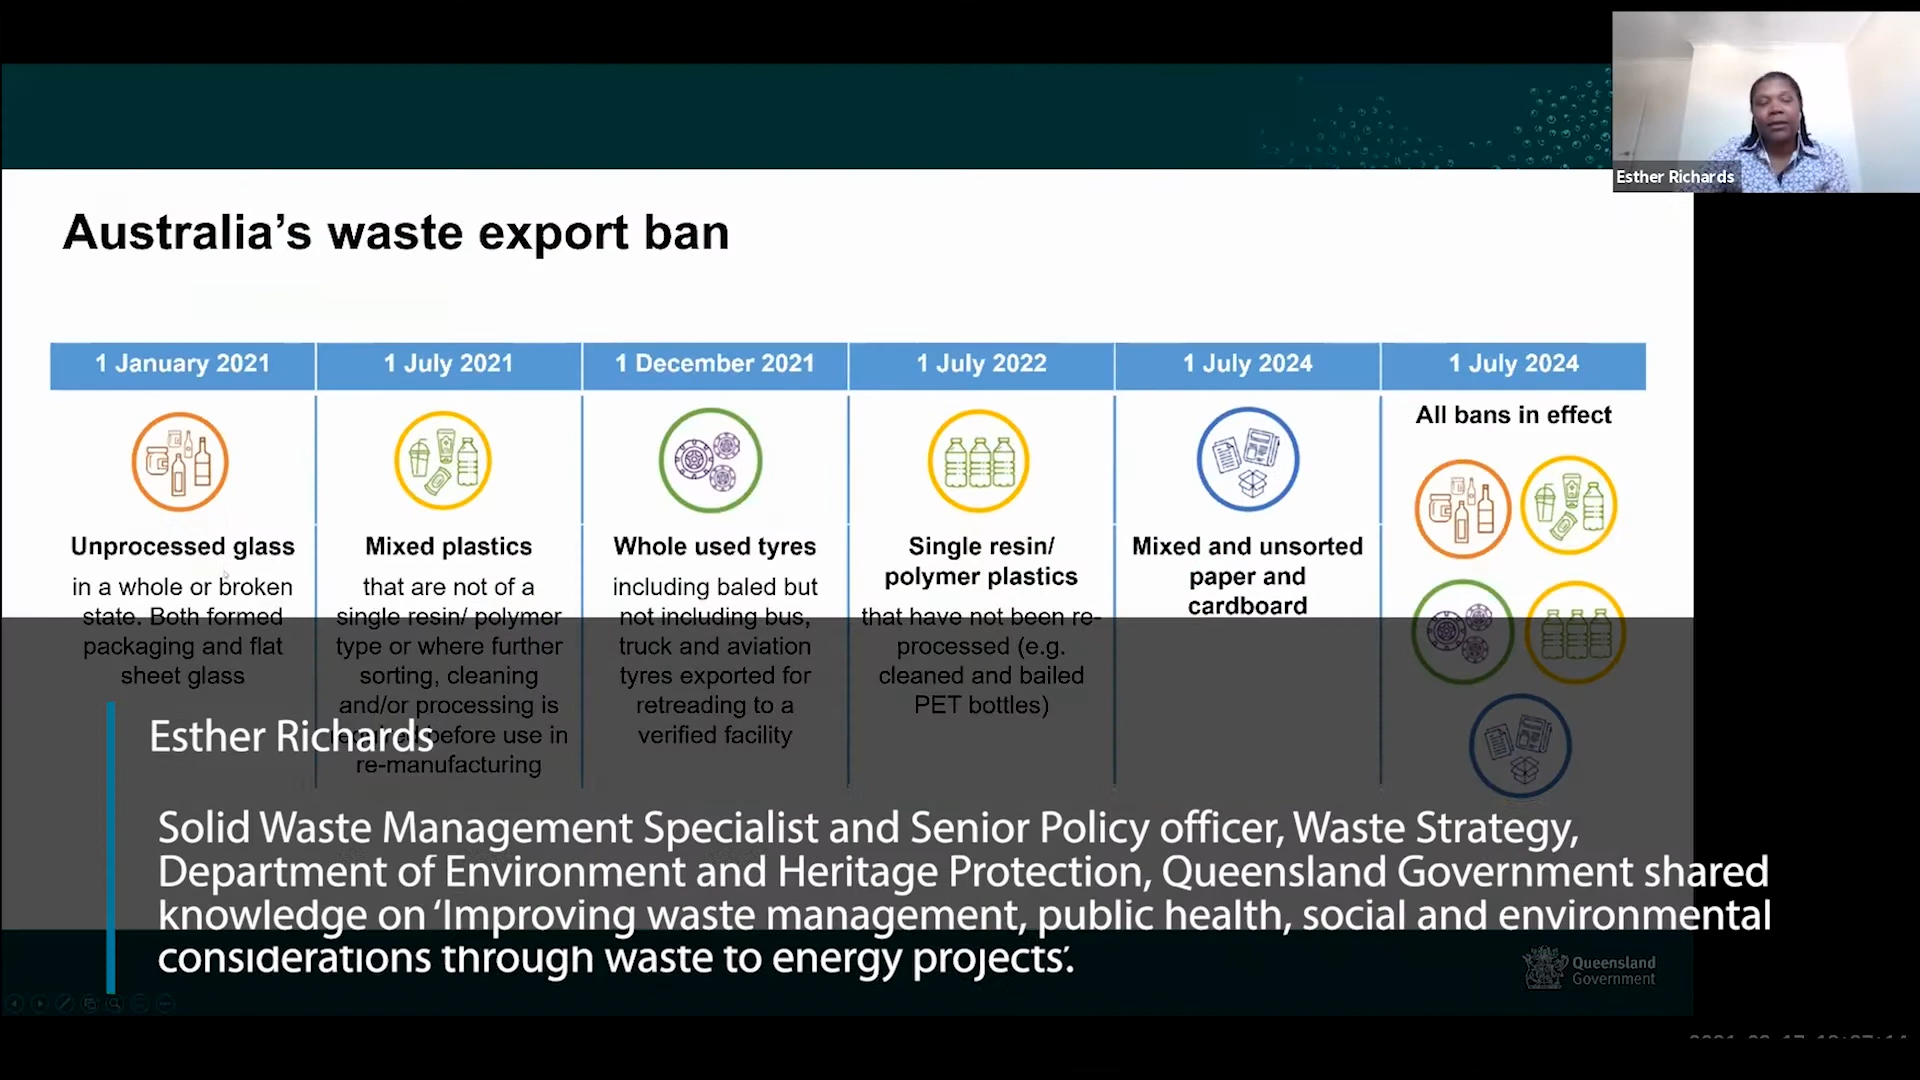 Esther Richards
Australia's waste export ban
1 January 2021
1 July 2021
1 December 2021
1 July 2022
1 July 2024
1 July 2024
Unprocessed glass
in a whole or broken
state. Both formed
packaging and flat
sheet glass
Mixed plastics
that are not of a
single resin/ polymer
type or where further
sorting, cleaning
and/or processing is
before use in
re-manufacturing
Whole used tyres
including baled but
not including bus,
truck and aviation
tyres exported for
retreading to a
verified facility
Single resin/
polymer plastics
that have not been re-
processed (e.g.
cleaned and bailed
PET bottles)
Mixed and unsorted
paper and
cardboard
All bans in effect
Esther Richards
Solid Waste Management Specialist and Senior Policy officer, Waste Strategy,
Department of Environment and Heritage Protection, Queensland Government shared
knowledge on ‘Improving waste management, public health, social and environmental
considerations through waste to energy projects’.
Queensland
Government